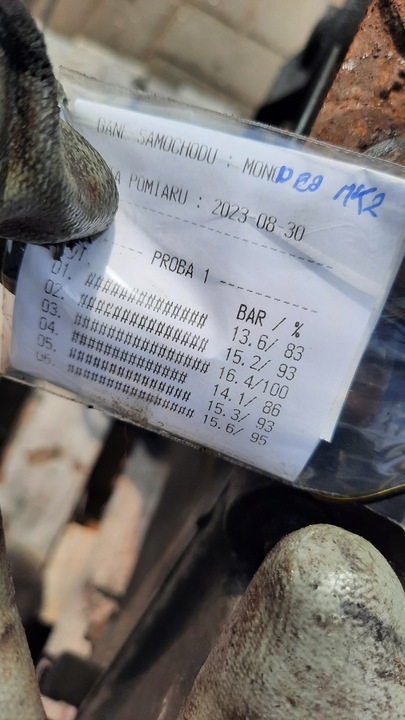 DANE SAMOCHODU : MONDEO MK2
POMIARU : 2023-08-30
PROBA 1 ---------------
BAR / %
01. ############## 13.6/ 83
02. ############### 15.2/ 93
03. ################ 16.4/100
04. ############## 14.1/ 86
05. ############### 15.3/ 93
06. ############### 15.6/ 95